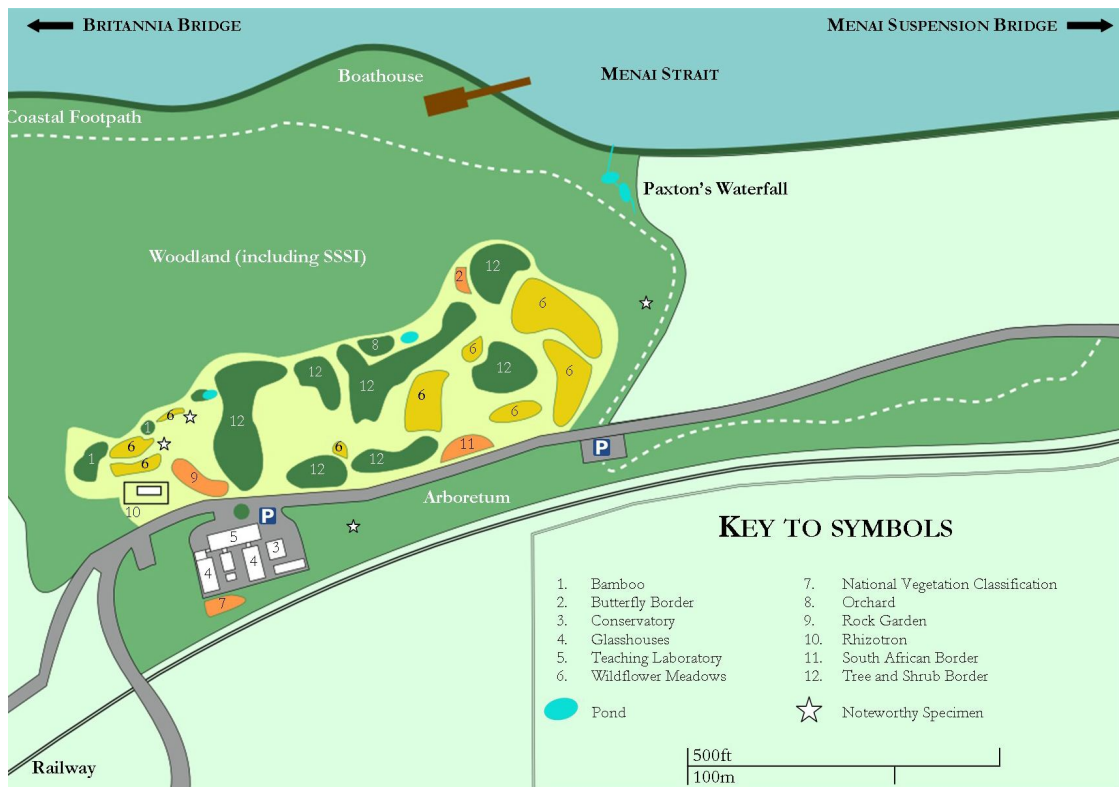 BRITANNIA BRIDGE
MENAI SUSPENSION BRIDGE
Boathouse
MENAI STRAIT
Coastal Footpath
Paxton's Waterfall
Woodland (including SSSI)
12
2
6
8
6
12
12
12
6
6
6
12
6
1
6
11
6
12
12
1
6
9
P
10
Arboretum
P
5
3
4
4
7
KEY TO SYMBOLS
1. Bamboo
2. Butterfly Border
3. Conservatory
4. Glasshouses
5. Teaching Laboratory
6. Wildflower Meadows
Pond
7. National Vegetation Classification
8. Orchard
9. Rock Garden
10. Rhizotron
11. South African Border
12. Tree and Shrub Border
Noteworthy Specimen
500ft
100m
Railway